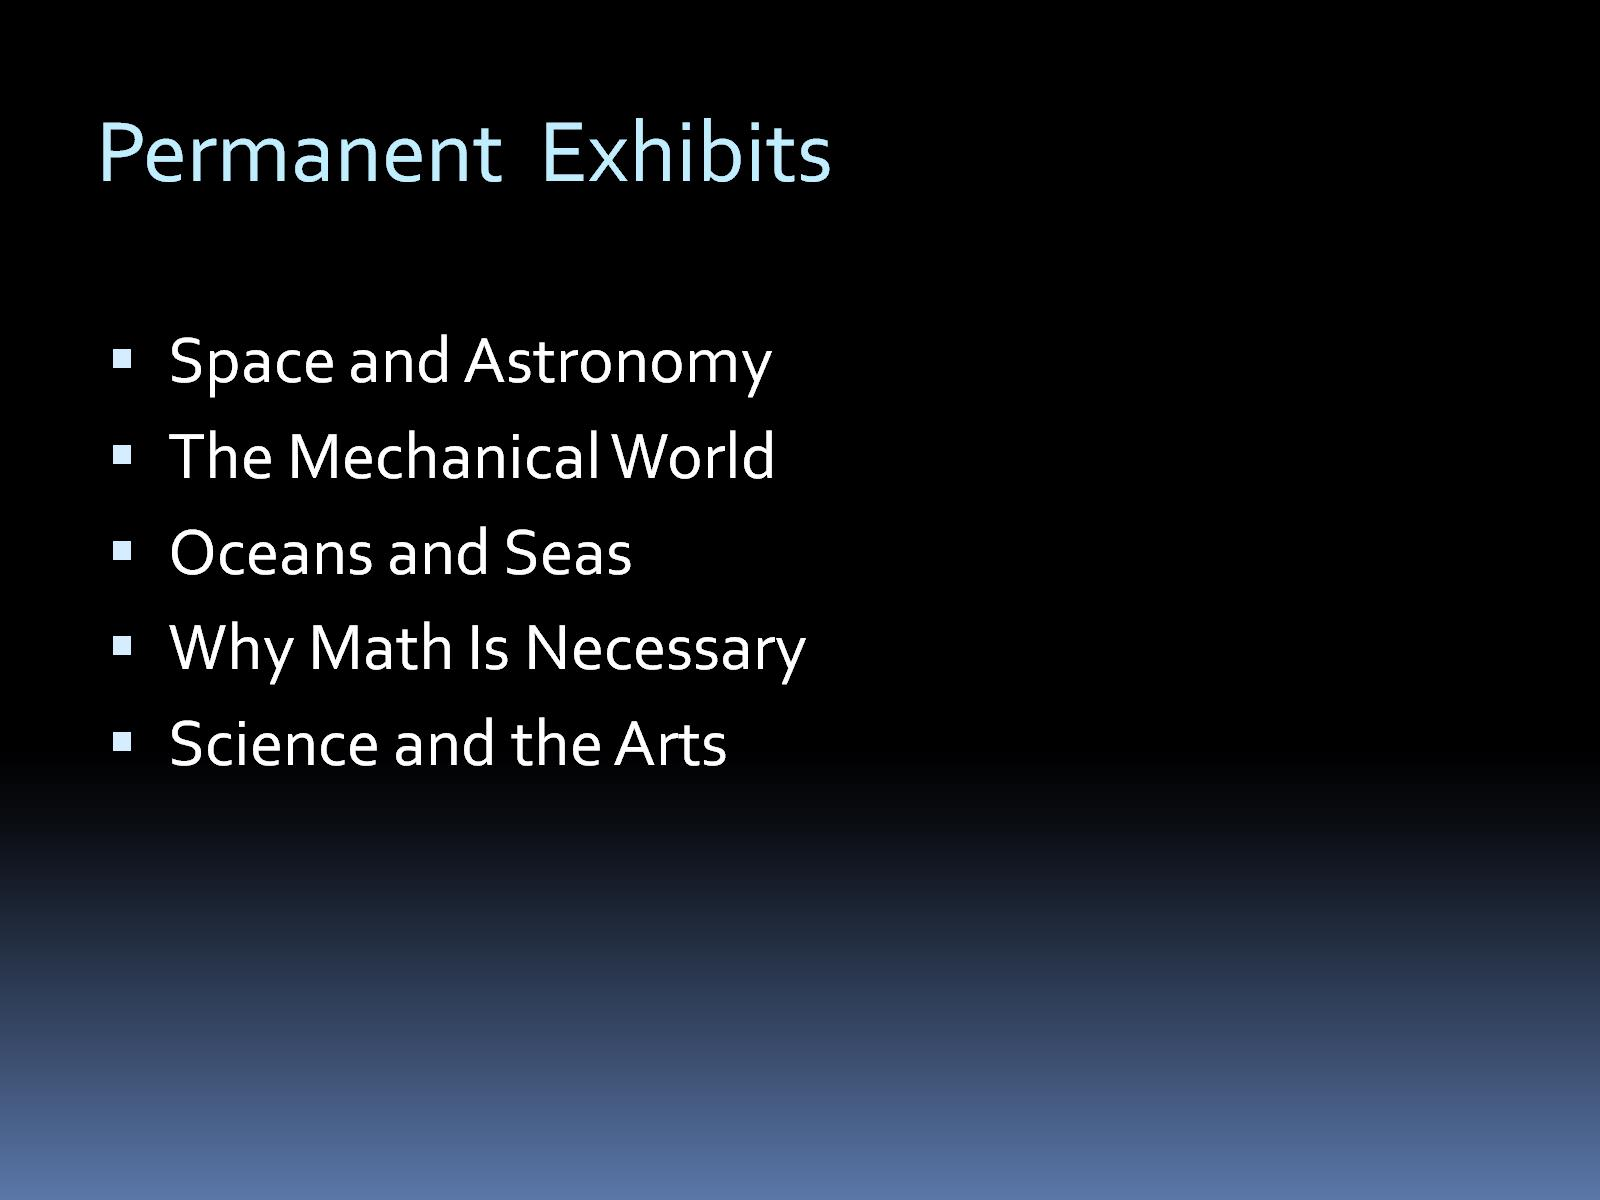 Permanent Exhibits
Space and Astronomy
The Mechanical World
Oceans and Seas
Why Math Is Necessary
Science and the Arts